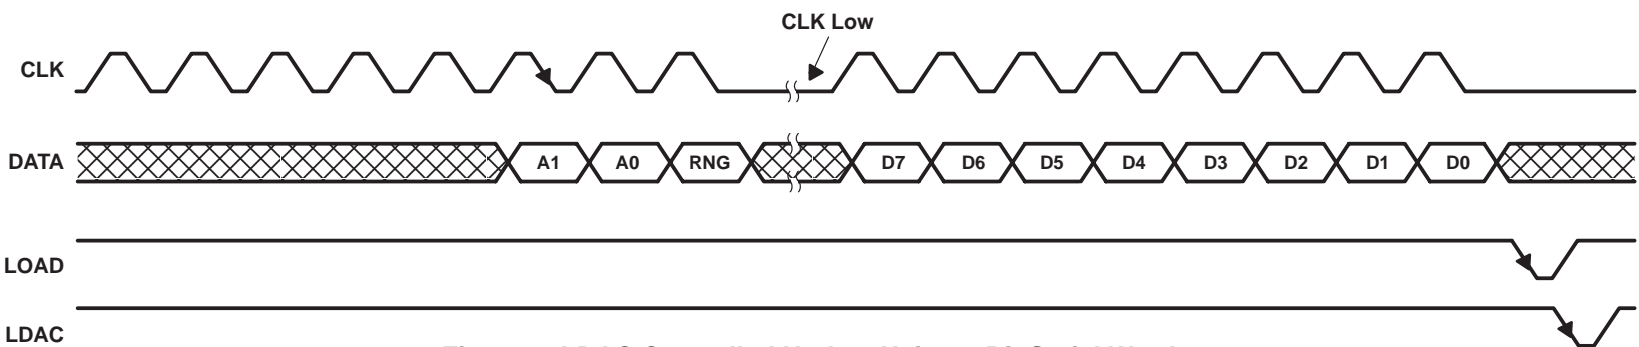 CLK Low
CLK
DATA A1 A0 RNG D7 D6 D5 D4 D3 D2 D1 D0
LOAD
LDAC